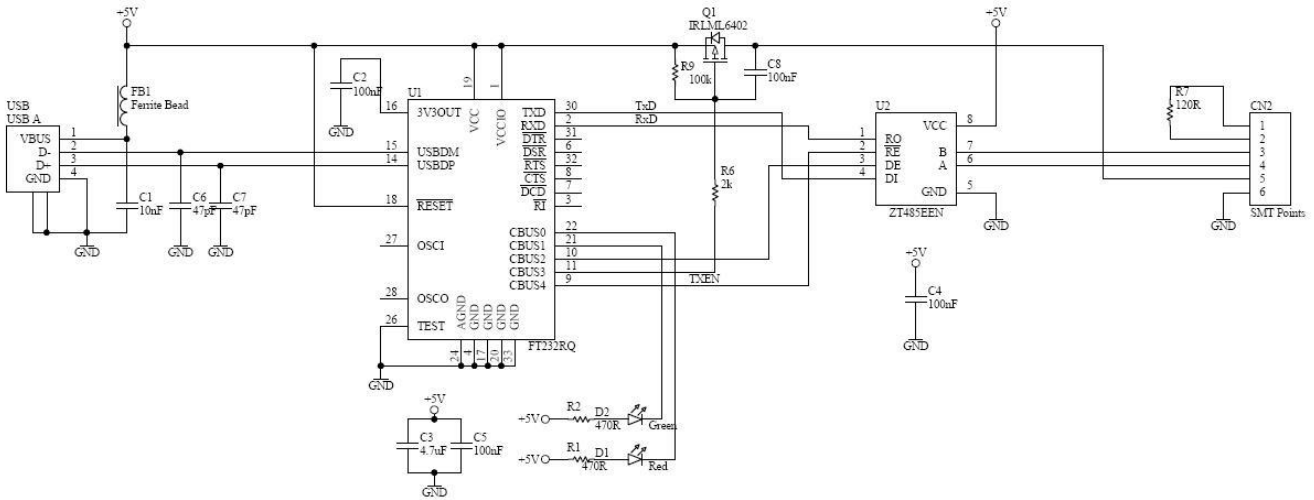 +5V
Q1
IRLML6402
+5V
FB1
Ferrite Bead
C2
100nF
U1
19
1
R9
100k
C8
100nF
USB
USB A
VBUS
D-
D+
GND
1
2
3
4
C1
10nF
C6
47pF
C7
47pF
GND
GND
GND
GND
16
15
14
18
27
28
26
3V3OUT
USBDM
USBDP
RESET
OSCI
OSCO
TEST
VCC
VCCIO
TXD
RXD
DTR
DSR
RTS
CTS
DCD
RI
CBUS0
CBUS1
CBUS2
CBUS3
CBUS4
30
2
31
6
32
8
7
3
22
21
10
11
9
AGND
GND
GND
GND
GND
24
4
17
20
33
FT232RQ
GND
TxD
RxD
TXEN
R6
2k
U2
1
2
3
4
RO
RE
DE
DI
VCC
B
A
GND
8
7
6
5
ZT485EEN
GND
R7
120R
CN2
1
2
3
4
5
6
SMT Points
GND
+5V
C4
100nF
GND
+5V
C3
4.7uF
C5
100nF
GND
+5V
R2
470R
D2
Green
+5V
R1
470R
D1
Red